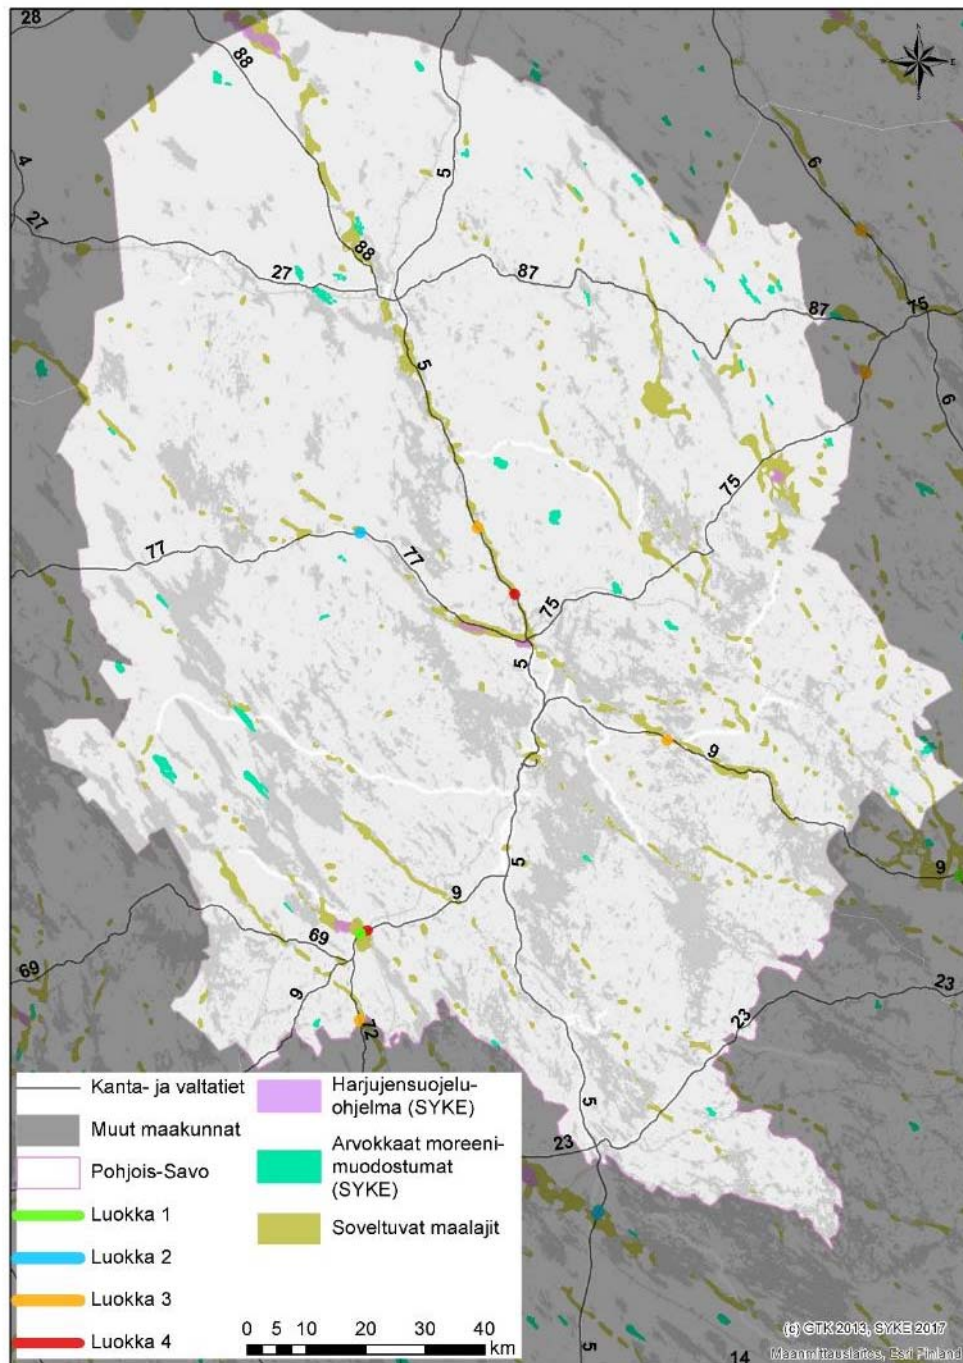 28
88
N
W E
S
4
5
6
27
88
27
87
87
75
5
6
75
77
77
75
5
9
5
9
9
69
69
9
72
23
23
5
23
5
14
Kanta- ja valtatiet
Muut maakunnat
Pohjois-Savo
Luokka 1
Luokka 2
Luokka 3
Luokka 4
Harjujensuojelu-
ohjelma (SYKE)
Arvokkaat moreeni-
muodostumat
(SYKE)
Soveltuvat maalajit
0 5 10 20 30 40
km
(c) GTK 2013, SYKE 2017
Maanmittauslaitos, Esri Finland